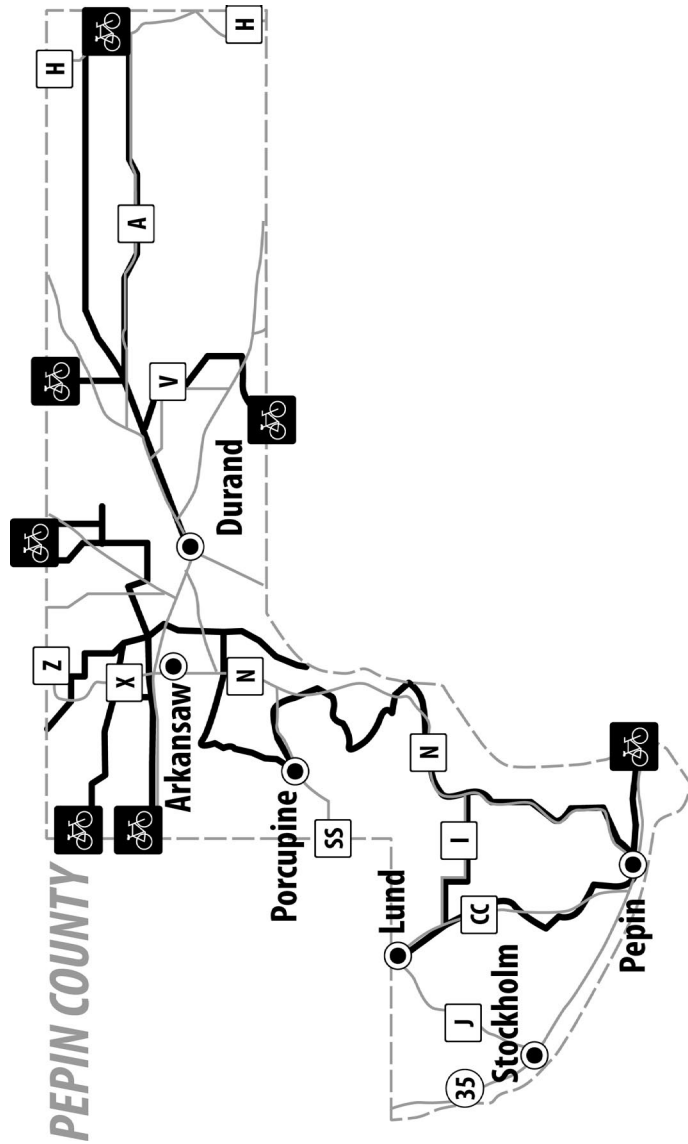 PEPIN COUNTY
Z
H
X
A
V
Arkansaw
Durand
N
H
Porcupine
SS
Lund
N
35
J
I
CC
Stockholm
Pepin